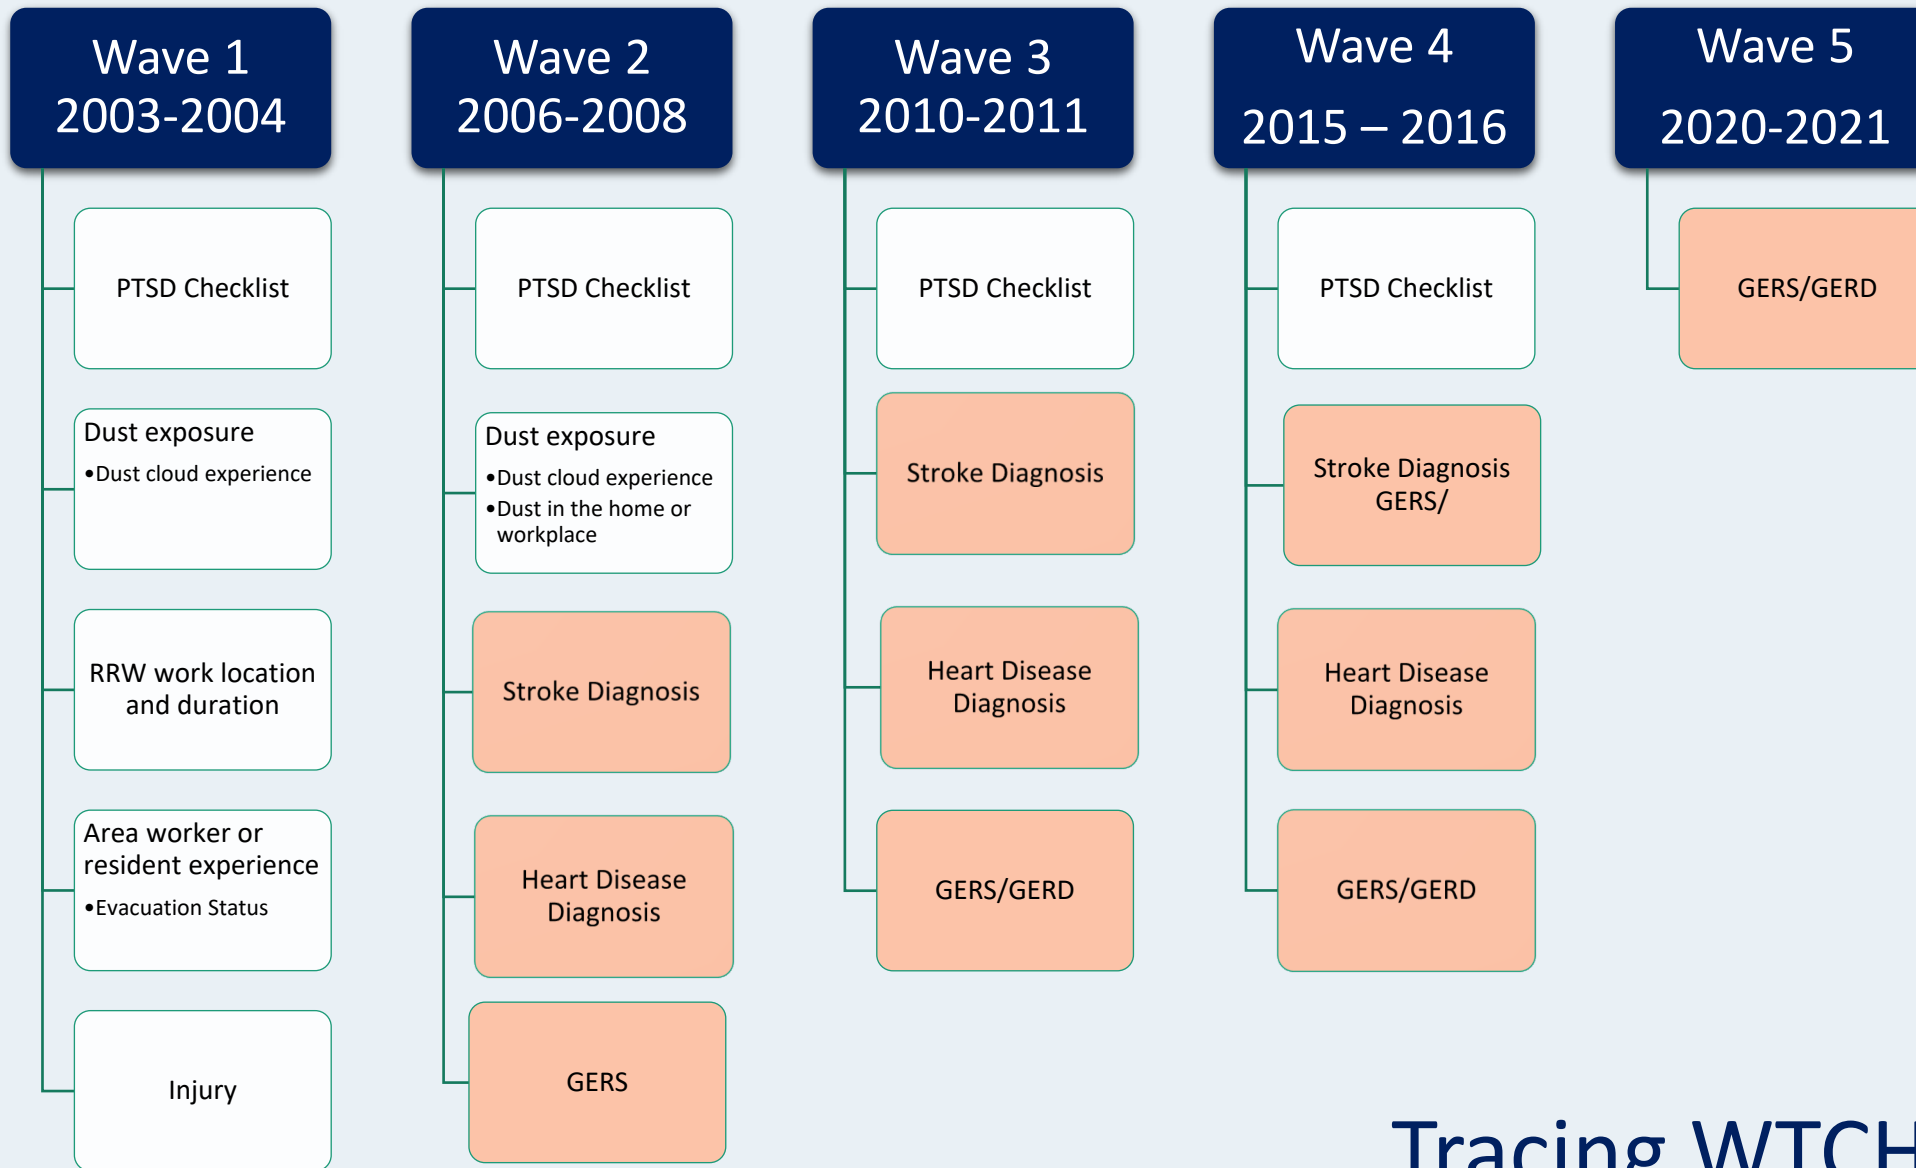 Wave 1
2003-2004
PTSD Checklist
Dust exposure
•Dust cloud experience
RRW work location
and duration
Area worker or
resident experience
•Evacuation Status
Injury
Wave 2
2006-2008
PTSD Checklist
Dust exposure
•Dust cloud experience
•Dust in the home or
workplace
Stroke Diagnosis
Heart Disease
Diagnosis
GERS
Wave 3
2010-2011
PTSD Checklist
Stroke Diagnosis
Heart Disease
Diagnosis
GERS/GERD
Wave 4
2015 – 2016
PTSD Checklist
Stroke Diagnosis
GERS/
Heart Disease
Diagnosis
GERS/GERD
Wave 5
2020-2021
GERS/GERD
Tracing WTCH